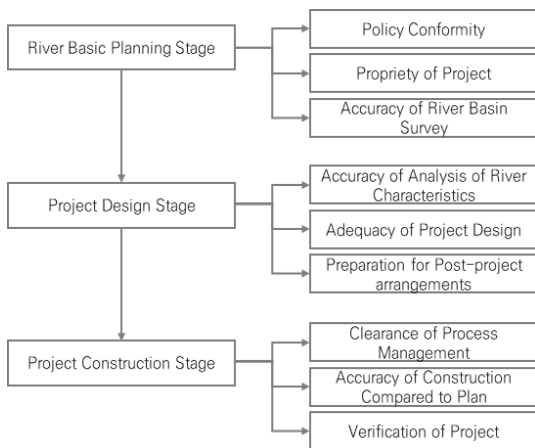 River Basic Planning Stage
Policy Conformity
Propriety of Project
Accuracy of River Basin
Survey
Project Design Stage
Accuracy of Analysis of River
Characteristics
Adequacy of Project Design
Preparation for Post-project
arrangements
Project Construction Stage
Clearance of Process
Management
Accuracy of Construction
Compared to Plan
Verification of Project